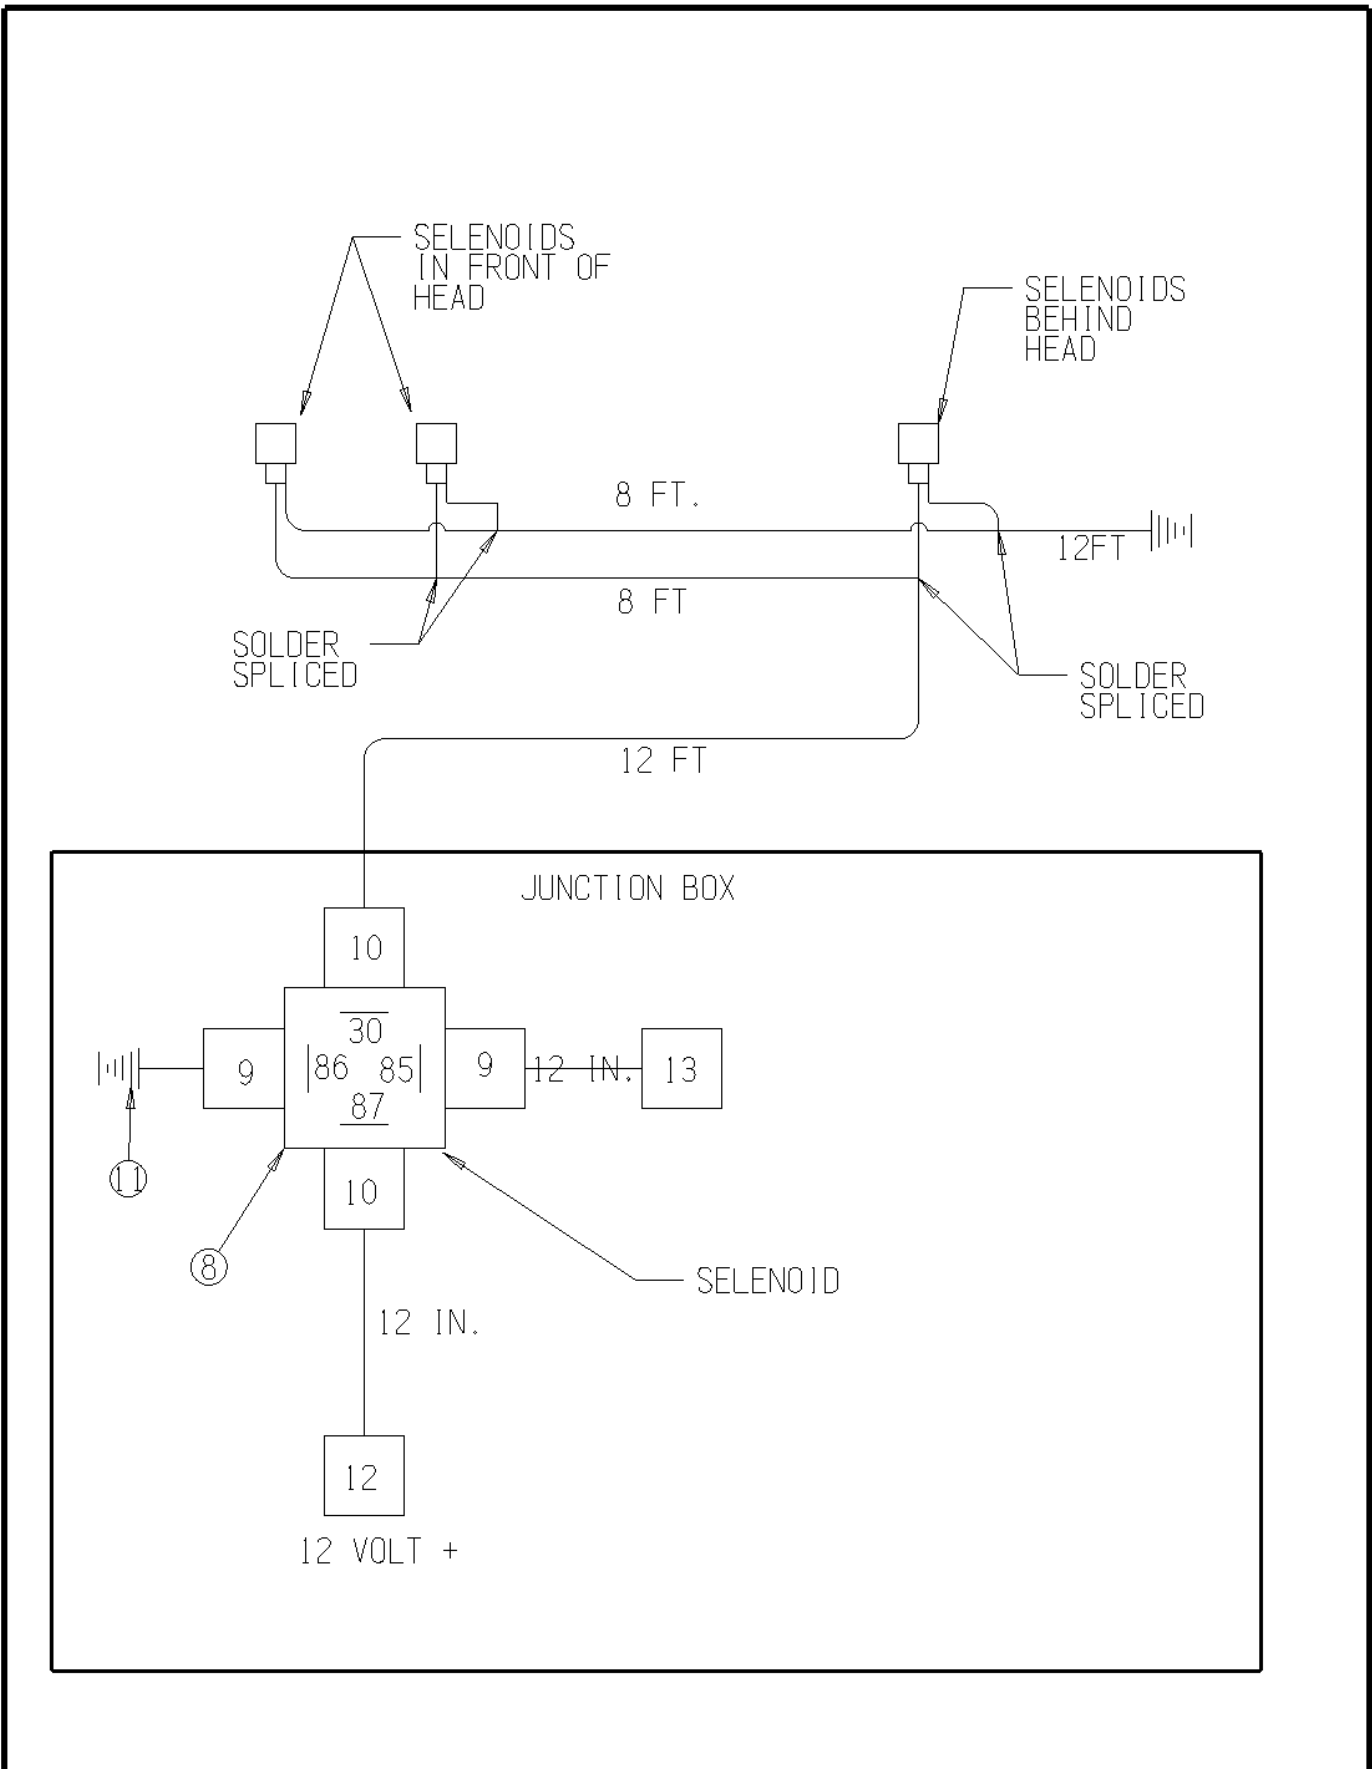 SELENOIDS
IN FRONT OF
HEAD
SELENOIDS
BEHIND
HEAD
8 FT.
12FT
8 FT
SOLDER
SPLICED
SOLDER
SPLICED
12 FT
JUNCTION BOX
10
30
9
86
85
9
12 IN.
13
87
11
10
8
SELENOID
12 IN.
12
12 VOLT +